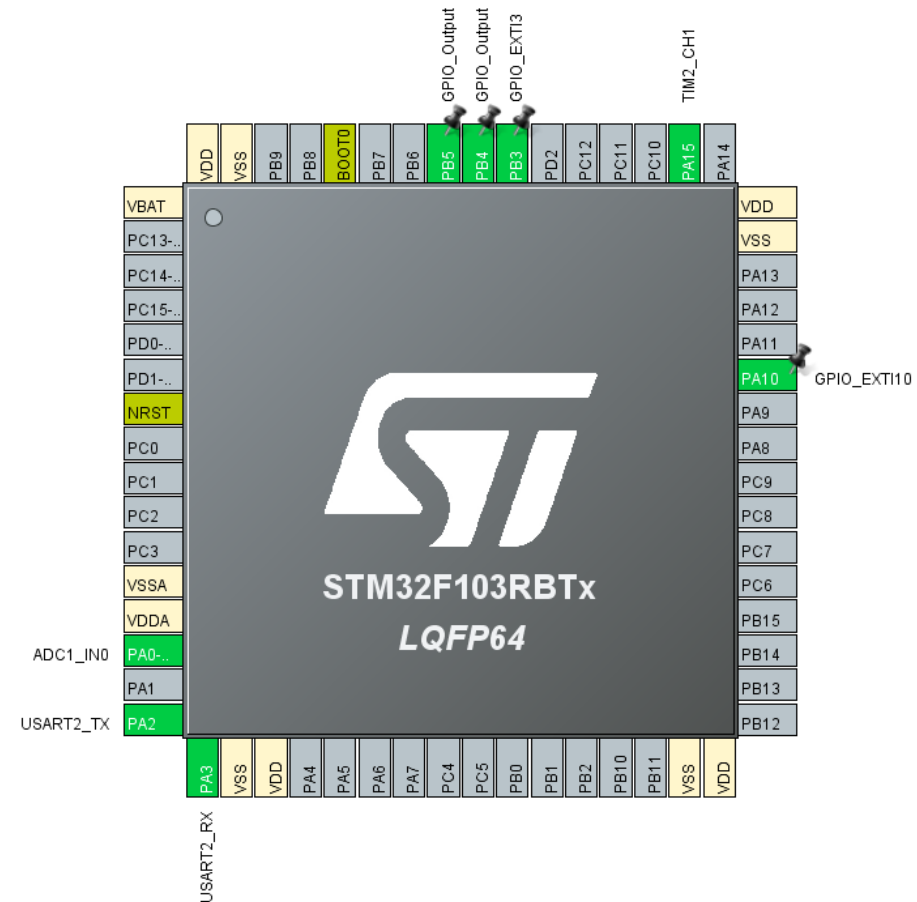 GPIO_Output
GPIO_Output
GPIO_EXTI3
TIM2_CH1
VDD
VSS
PB9
PB8
BOOT0
PB7
PB6
PB5
PB4
PB3
PD2
PC12
PC11
PC10
PA15
PA14
VBAT
PC13-..
PC14-..
PC15-..
PD0-..
PD1-..
NRST
PC0
PC1
PC2
PC3
VSSA
VDDA
ADC1_IN0 PA0-..
PA1
USART2_TX PA2
ST
STM32F103RBTx
LQFP64
VDD
VSS
PA13
PA12
PA11
PA10 GPIO_EXTI10
PA9
PA8
PC9
PC8
PC7
PC6
PB15
PB14
PB13
PB12
PA3
VSS
VDD
PA4
PA5
PA6
PA7
PC4
PC5
PB0
PB1
PB2
PB10
PB11
VSS
VDD
USART2_RX